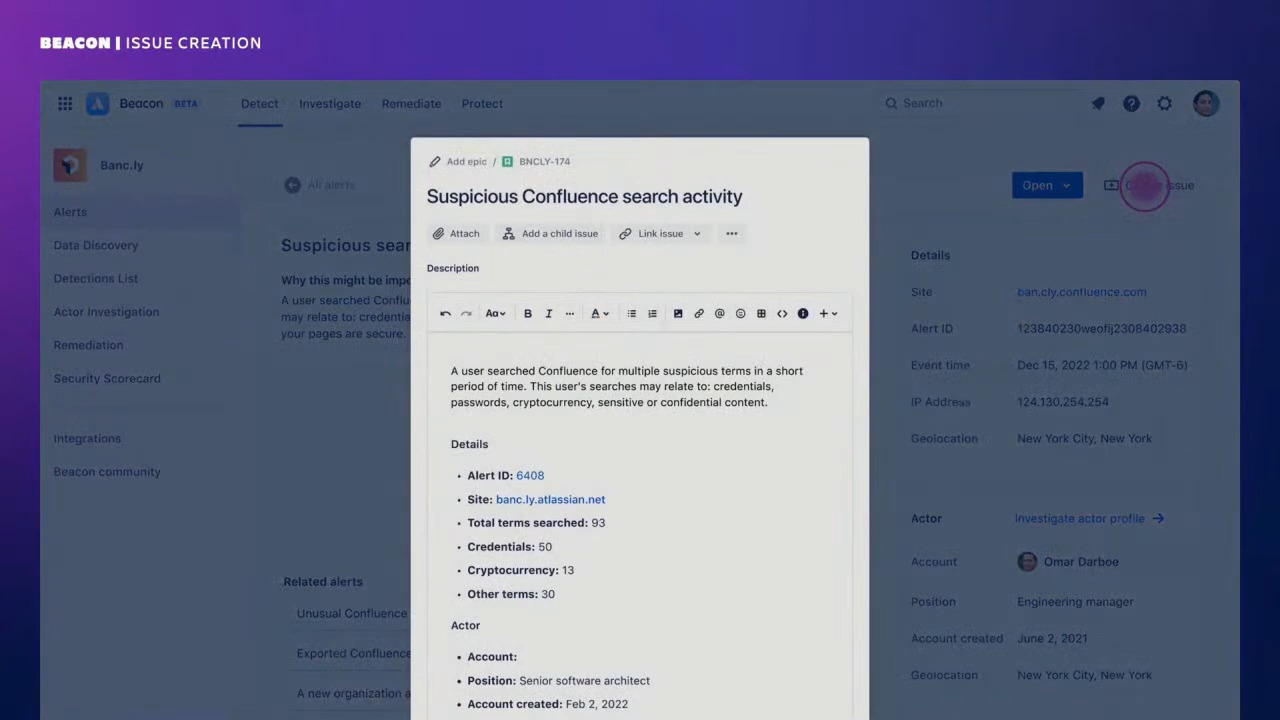 BEACON | ISSUE CREATION
Beacon BETA Detect Investigate Remediate Protect Search
Banc.ly
Alerts
Data Discovery
Detections List
Actor Investigation
Remediation
Security Scorecard
Integrations
Beacon community
All alerts
Suspicious sear
Why this might be impo
A user searched Conflu
may relate to: credentia
your pages are secure.
Related alerts
Unusual Confluence
Exported Confluence
A new organization a
Add epic / BNCLY-174
Suspicious Confluence search activity
Attach Add a child issue Link issue
Description
Aa B I A @
A user searched Confluence for multiple suspicious terms in a short
period of time. This user's searches may relate to: credentials,
passwords, cryptocurrency, sensitive or confidential content.
Details
• Alert ID: 6408
• Site: banc.ly.atlassian.net
• Total terms searched: 93
• Credentials: 50
• Cryptocurrency: 13
• Other terms: 30
Actor
• Account:
• Position: Senior software architect
• Account created: Feb 2, 2022
Open issue
Details
Site ban.cly.confluence.com
Alert ID 123840230weofij2308402938
Event time Dec 15, 2022 1:00 PM (GMT-6)
IP Address 124.130.254.254
Geolocation New York City, New York
Actor Investigate actor profile →
Account Omar Darboe
Position Engineering manager
Account created June 2, 2021
Geolocation New York City, New York